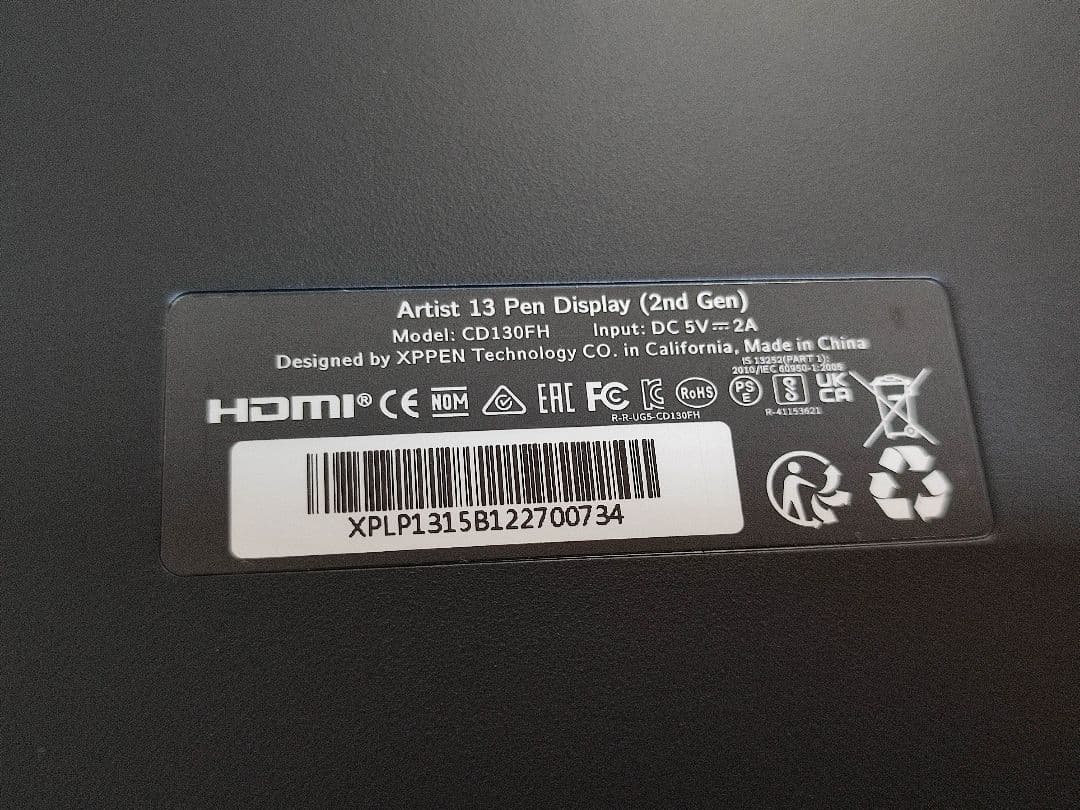 Artist 13 Pen Display (2nd Gen)
Model: CD130FH Input: DC 5V⎓2A
Designed by XPPEN Technology CO. in California, Made in China
IS 13252(PART 1):
2010/IEC 60950-1:2005
HDMI® CE NOM EAC FC RoHS PS E UK CA
R-R-UGS-CD130FH
R-41153621
XPLP1315B122700734